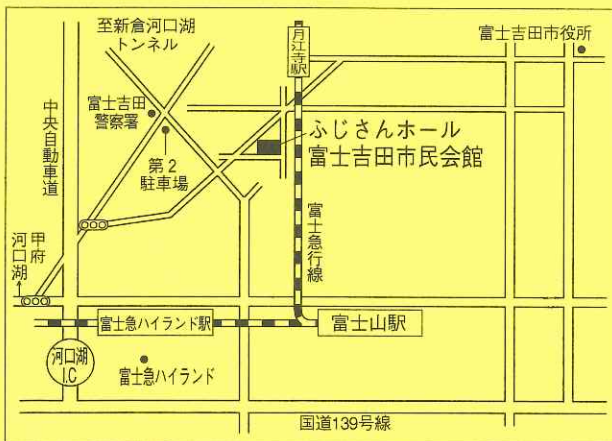 至新倉河口湖
トンネル
月江寺駅
富士吉田市役所
富士吉田
警察署
中央自動車道
第2
駐車場
ふじさんホール
富士吉田市民会館
富士急行線
甲府
河口湖
富士急ハイランド駅
富士山駅
河口湖
I.C
富士急ハイランド
国道139号線